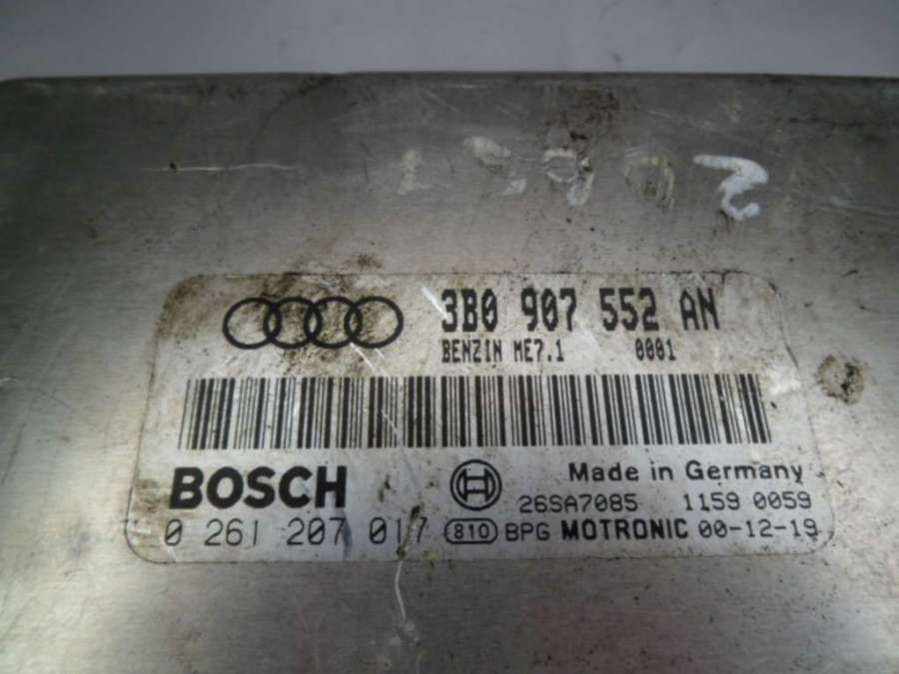 3B0 907 552 AN
BENZIN ME7.1 0001
BOSCH
Made in Germany
26SA7085 1159 0059
0 261 207 017 810 BPG MOTRONIC 00-12-19